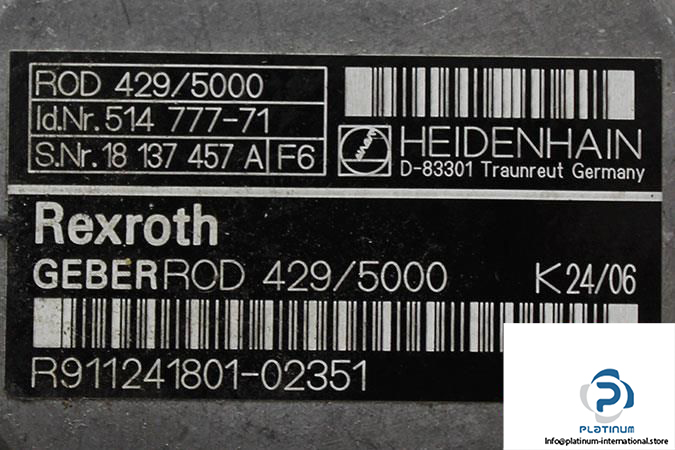 ROD 429/5000
Id.Nr. 514 777-71
S.Nr. 18 137 457 A F6
HEIDENHAIN
D-83301 Traunreut Germany
Rexroth
GEBER ROD 429/5000 K 24/06
R911241801-02351
PLATINUM
Info@platinum-international.store